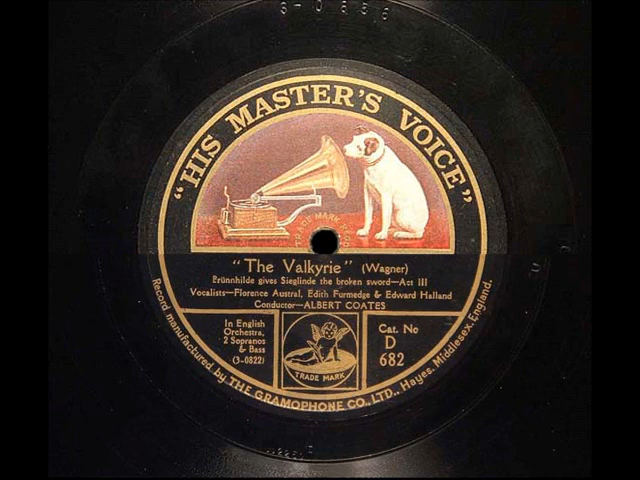 "HIS MASTER'S VOICE"
TRADE MARK
"The Valkyrie" (Wagner)
Brünnhilde gives Sieglinde the broken sword—Act III
Vocalists—Florence Austral, Edith Furmedge & Edward Halland
Conductor—ALBERT COATES
In English
Orchestra,
2 Sopranos
& Bass
(3-0822)
TRADE MARK
Cat. No
D
682
Record manufactured by THE GRAMOPHONE CO., LTD., Hayes, Middlesex, England.